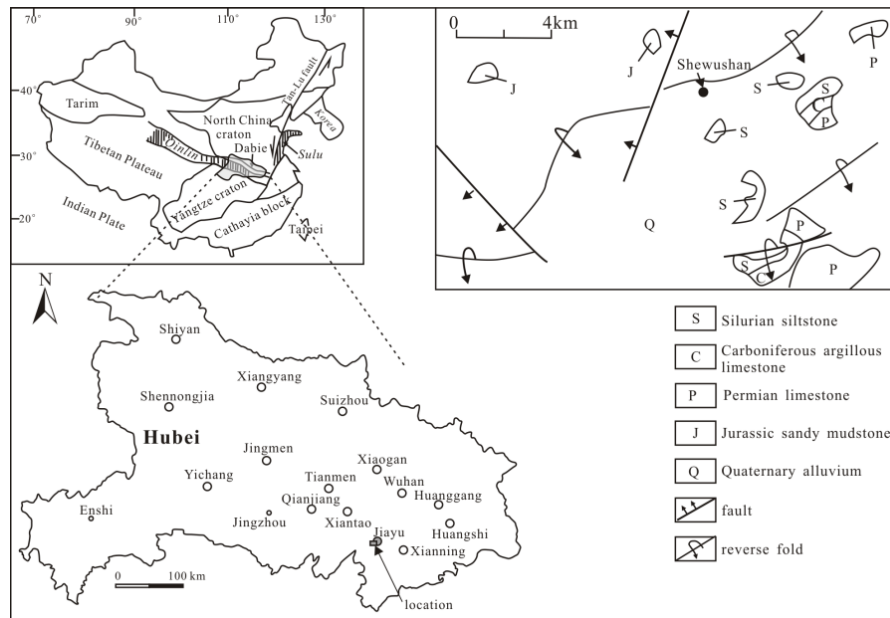 70°
90°
110°
130°
40°
30°
20°
Tarim
North China
craton
Tan-Lu fault
Korea
Qinlin
Dabie
Sulu
Tibetan Plateau
Yangtze craton
Indian Plate
Cathayia block
Taipei
0
4km
J
J
Shewushan
P
S
S
C
P
S
S
Q
P
S
C
P
N
Shiyan
Xiangyang
Shennongjia
Suizhou
Hubei
Jingmen
Xiaogan
Yichang
Tianmen
Wuhan
Qianjiang
Huanggang
Enshi
Jingzhou
Xiantao
Jiayu
Huangshi
Xianning
0
100 km
location
S
Silurian siltstone
C
Carboniferous argillous
limestone
P
Permian limestone
J
Jurassic sandy mudstone
Q
Quaternary alluvium
fault
reverse fold